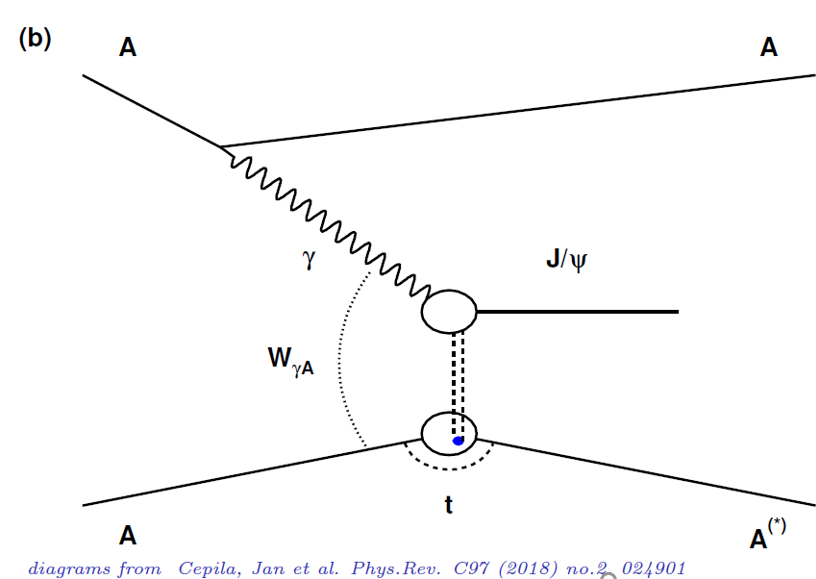 (b)
A
A
γ
J/ψ
W_γA
t
A
A^(*)
diagrams from Cepila, Jan et al. Phys.Rev. C97 (2018) no.2, 024901